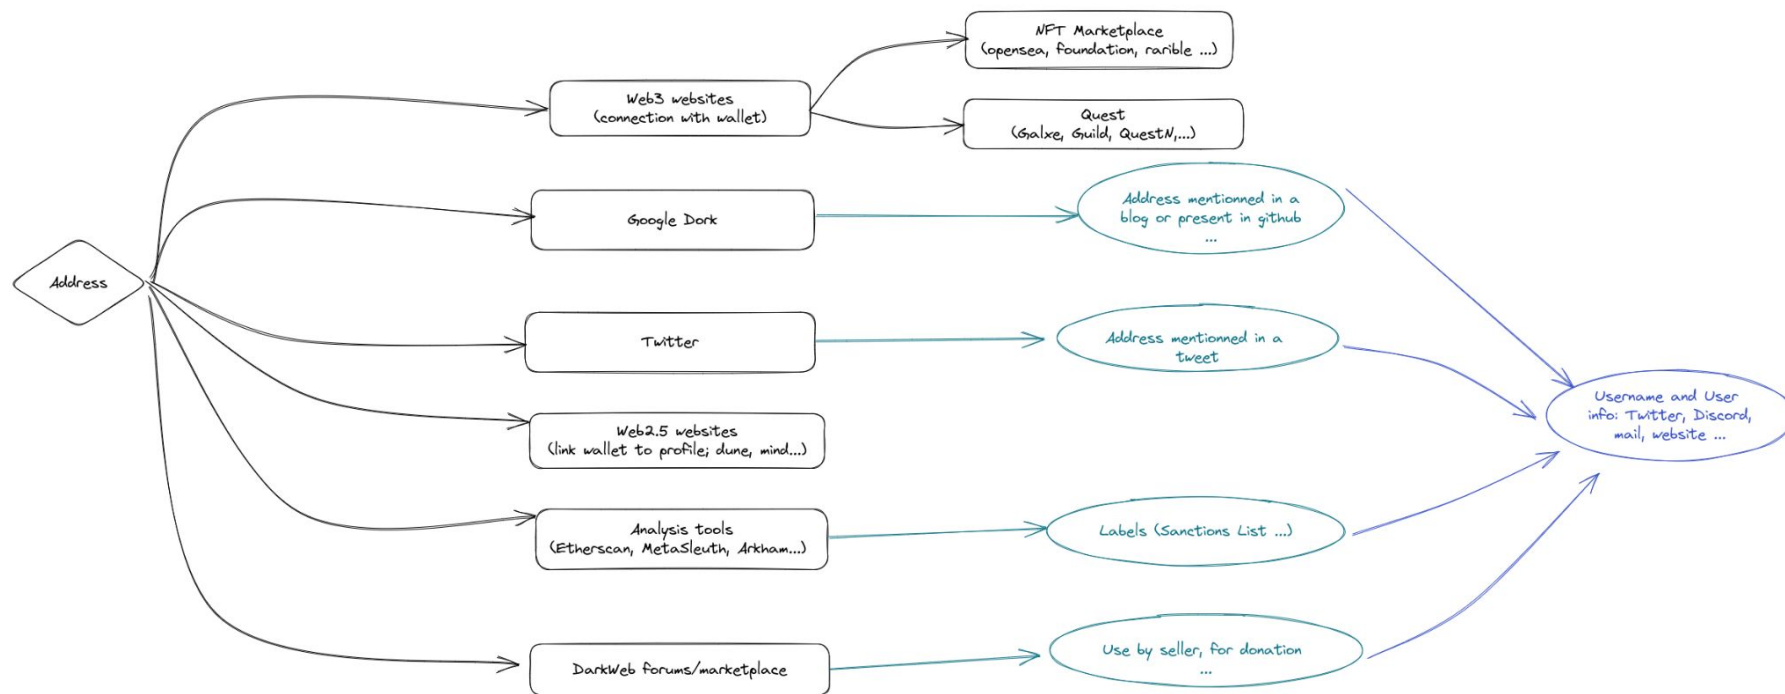 NFT Marketplace
(opensea, foundation, rarible ...)
Web3 websites
(connection with wallet)
Quest
(Galxe, Guild, QuestN,...)
Google Dork
Address mentionned in a
blog or present in github
...
Address
Twitter
Address mentionned in a
tweet
Web2.5 websites
(link wallet to profile; dune, mind...)
Username and User
info: Twitter, Discord,
mail, website ...
Analysis tools
(Etherscan, MetaSleuth, Arkham...)
Labels (Sanctions List ...)
DarkWeb forums/marketplace
Use by seller, for donation
...